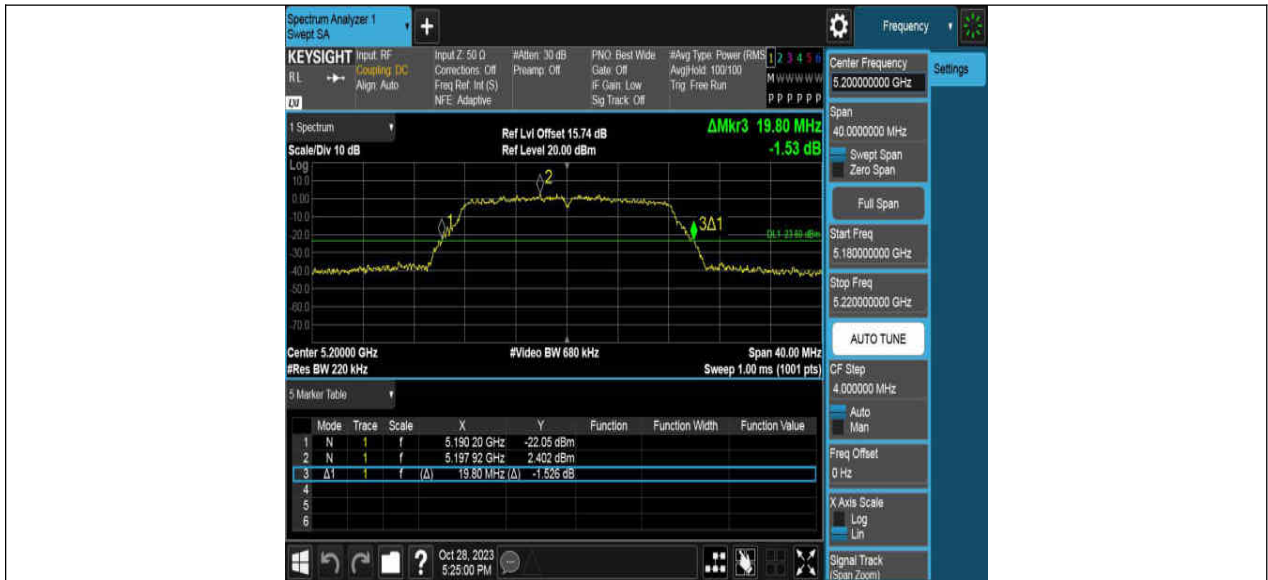 Spectrum Analyzer 1
Swept SA
+
Frequency
KEYSIGHT Input: RF
RL
Coupling: DC
Align: Auto
LXI
Input Z: 50 Ω
Corrections: Off
Freq Ref: Int (S)
NFE: Adaptive
#Atten: 30 dB
Preamp: Off
PNO: Best Wide
Gate: Off
IF Gain: Low
Sig Track: Off
#Avg Type: Power (RMS
Avg|Hold: 100/100
Trig: Free Run
1 2 3 4 5 6
M W W W W W
P P P P P P
Center Frequency
5.200000000 GHz
Settings
Span
40.0000000 MHz
Swept Span
Zero Span
Full Span
Start Freq
5.180000000 GHz
Stop Freq
5.220000000 GHz
AUTO TUNE
CF Step
4.000000 MHz
Auto
Man
Freq Offset
0 Hz
X Axis Scale
Log
Lin
Signal Track
(Span Zoom)
1 Spectrum
Scale/Div 10 dB
Ref Lvl Offset 15.74 dB
Ref Level 20.00 dBm
ΔMkr3 19.80 MHz
-1.53 dB
Log
10.0
0.00
-10.0
-20.0
-30.0
-40.0
-50.0
-60.0
-70.0
1
2
3Δ1
DL1 -23.60 dBm
Center 5.20000 GHz
#Video BW 680 kHz
Span 40.00 MHz
#Res BW 220 kHz
Sweep 1.00 ms (1001 pts)
5 Marker Table
Mode Trace Scale X Y Function Function Width Function Value
1 N 1 f 5.190 20 GHz -22.05 dBm
2 N 1 f 5.197 92 GHz 2.402 dBm
3 Δ1 1 f (Δ) 19.80 MHz (Δ) -1.526 dB
4
5
6
?
Oct 28, 2023
5:25:00 PM